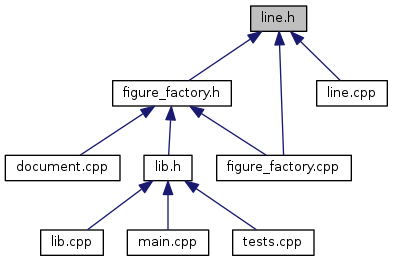 line.h
figure_factory.h
line.cpp
document.cpp
lib.h
figure_factory.cpp
lib.cpp
main.cpp
tests.cpp